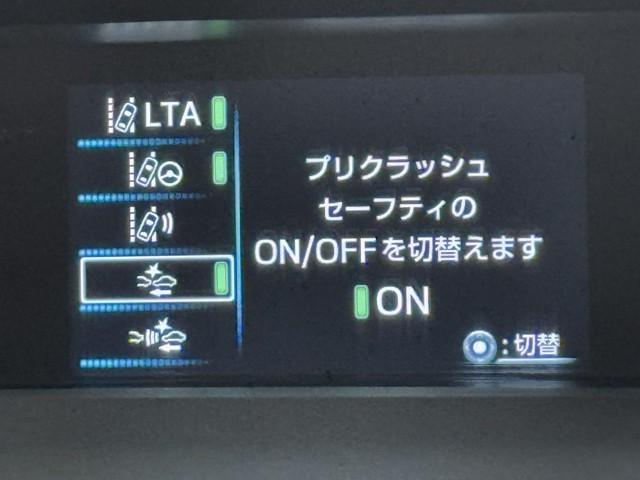 LTA
プリクラッシュ
セーフティの
ON/OFFを切替えます
ON
:切替